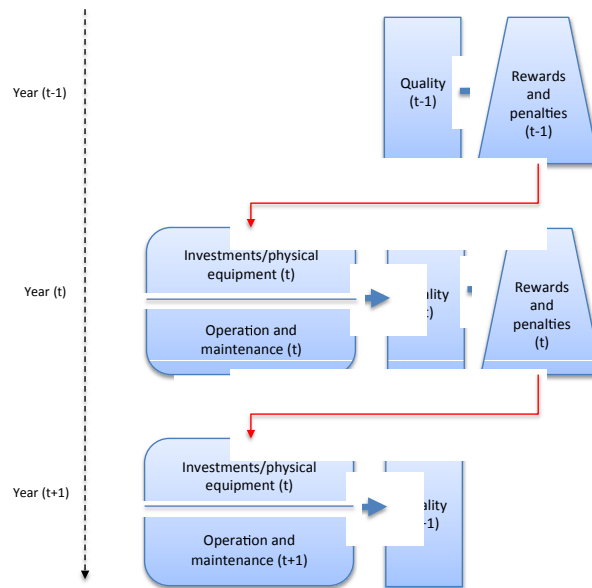 Year (t-1)
Quality
(t-1)
Rewards
and
penalties
(t-1)
Year (t)
Investments/physical
equipment (t)
Operation and
maintenance (t)
Rewards
and
penalties
(t)
Year (t+1)
Investments/physical
equipment (t)
Operation and
maintenance (t+1)